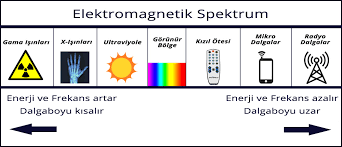 Elektromagnetik Spektrum
Gama Işınları
X-Işınları
Ultraviyole
Görünür
Bölge
Kızıl Ötesi
Mikro
Dalgalar
Radyo
Dalgalar
Enerji ve Frekans artar
Dalgaboyu kısalır
Enerji ve Frekans azalır
Dalgaboyu uzar